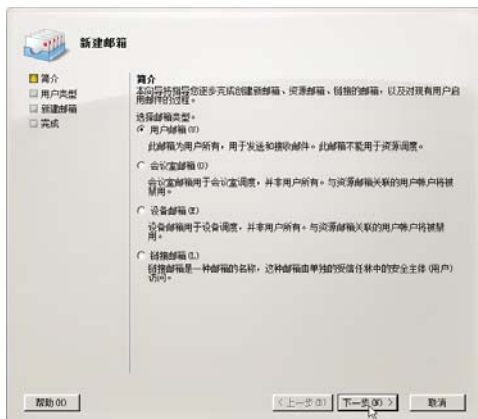 新建邮箱
简介
用户类型
新建邮箱
完成
简介
本向导将指导您逐步完成创建新邮箱、资源邮箱、链接的邮箱，以及对现有用户启
用邮件的过程。
选择邮箱类型。
用户邮箱(U)
此邮箱为用户所有，用于发送和接收邮件。此邮箱不能用于资源调度。
会议室邮箱(O)
会议室邮箱用于会议室调度，并非用户所有。与资源邮箱关联的用户帐户将被
禁用。
设备邮箱(E)
设备邮箱用于设备调度，并非用户所有。与资源邮箱关联的用户帐户将被禁
用。
链接邮箱(L)
链接邮箱是一种邮箱的名称，这种邮箱由单独的受信任林中的安全主体(用户)
访问。
帮助(H)
<上一步(B)
下一步(N) >
取消